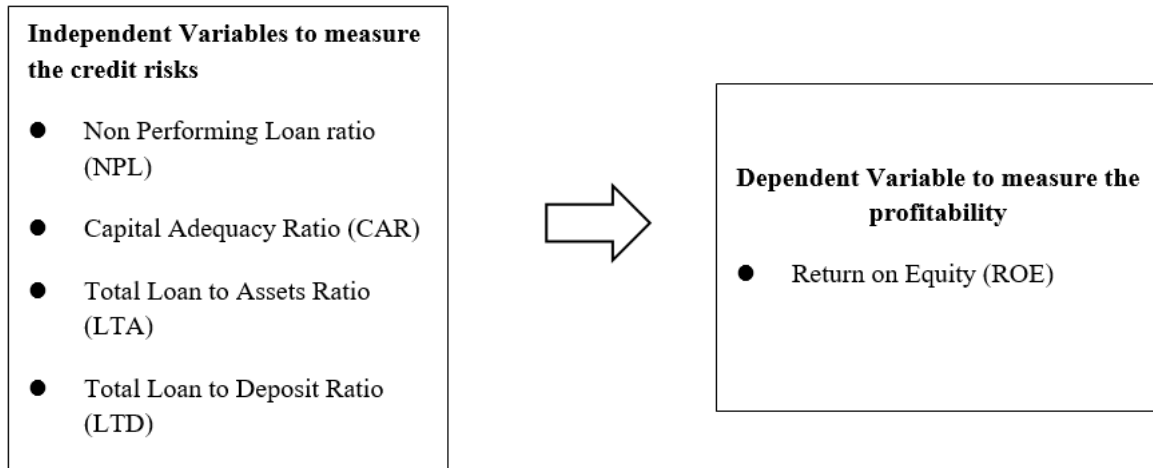 Independent Variables to measure
the credit risks
● Non Performing Loan ratio
(NPL)
● Capital Adequacy Ratio (CAR)
● Total Loan to Assets Ratio
(LTA)
● Total Loan to Deposit Ratio
(LTD)
Dependent Variable to measure the
profitability
● Return on Equity (ROE)